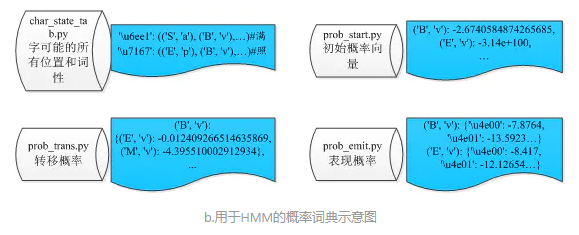 char_state_ta
b.py
字可能的所
有位置和词
性
'\u6ee1': (('S', 'a'), ('B', 'v'),…)#满
'\u7167': (('E', 'p'), ('B', 'v'),…)#照
prob_start.py
初始概率向
量
('B', 'v'): -2.6740584874265685,
('E', 'v'): -3.14e+100,
…
prob_trans.py
转移概率
('B', 'v'):
{('E', 'v'): -0.012409266514635869,
('M', 'v'): -4.395510002912934},
...
prob_emit.py
表现概率
('B', 'v'): {'\u4e00': -7.8764,
'\u4e01': -13.5923…}
('E', 'v'): {'\u4e00': -8.417,
'\u4e01': -12.12654…}
b.用于HMM的概率词典示意图